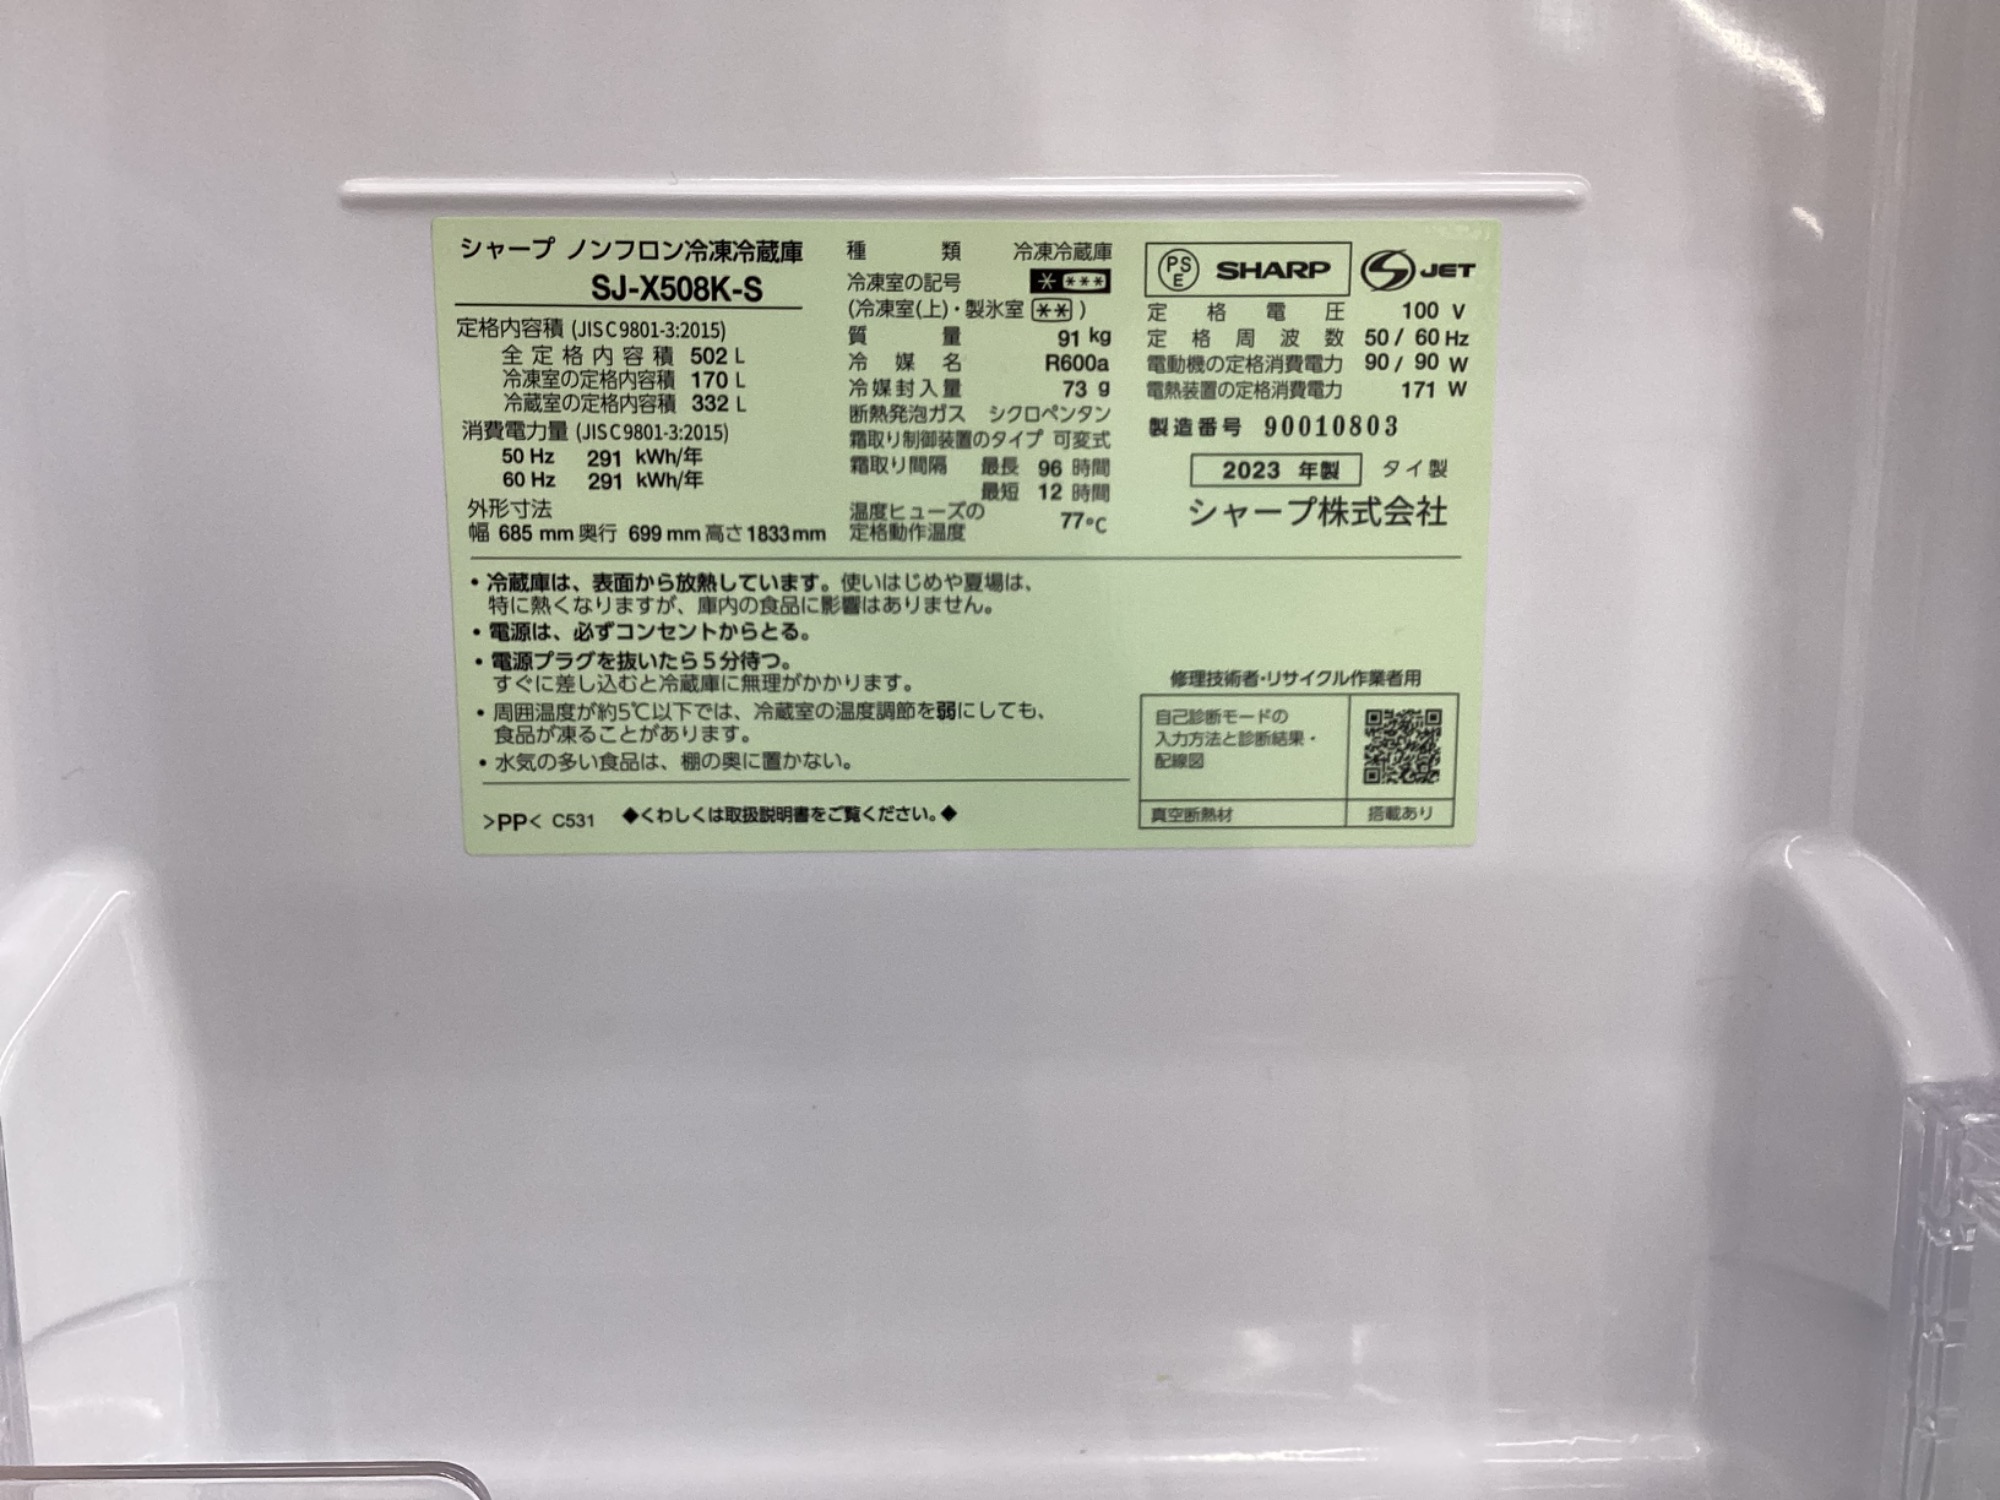 シャープ ノンフロン冷凍冷蔵庫
SJ-X508K-S
定格内容積 (JIS C 9801-3:2015)
全定格内容積 502 L
冷凍室の定格内容積 170 L
冷蔵室の定格内容積 332 L
消費電力量 (JIS C 9801-3:2015)
50 Hz 291 kWh/年
60 Hz 291 kWh/年
外形寸法
幅 685 mm 奥行 699 mm 高さ 1833 mm
種類 冷凍冷蔵庫
冷凍室の記号 * ***
(冷凍室(上)・製氷室 ** )
質量 91 kg
冷媒名 R600a
冷媒封入量 73 g
断熱発泡ガス シクロペンタン
霜取り制御装置のタイプ 可変式
霜取り間隔 最長 96 時間
最短 12 時間
温度ヒューズの
定格動作温度 77℃
PS
E
SHARP
S JET
定格電圧 100 V
定格周波数 50 / 60 Hz
電動機の定格消費電力 90 / 90 W
電熱装置の定格消費電力 171 W
製造番号 90010803
2023 年製 タイ製
シャープ株式会社
・冷蔵庫は、表面から放熱しています。使いはじめや夏場は、
特に熱くなりますが、庫内の食品に影響はありません。
・電源は、必ずコンセントからとる。
・電源プラグを抜いたら5分待つ。
すぐに差し込むと冷蔵庫に無理がかかります。
・周囲温度が約5℃以下では、冷蔵室の温度調節を弱にしても、
食品が凍ることがあります。
・水気の多い食品は、棚の奥に置かない。
>PP< C531 ◆くわしくは取扱説明書をご覧ください。◆
修理技術者・リサイクル作業者用
自己診断モードの
入力方法と診断結果・
配線図
真空断熱材 搭載あり